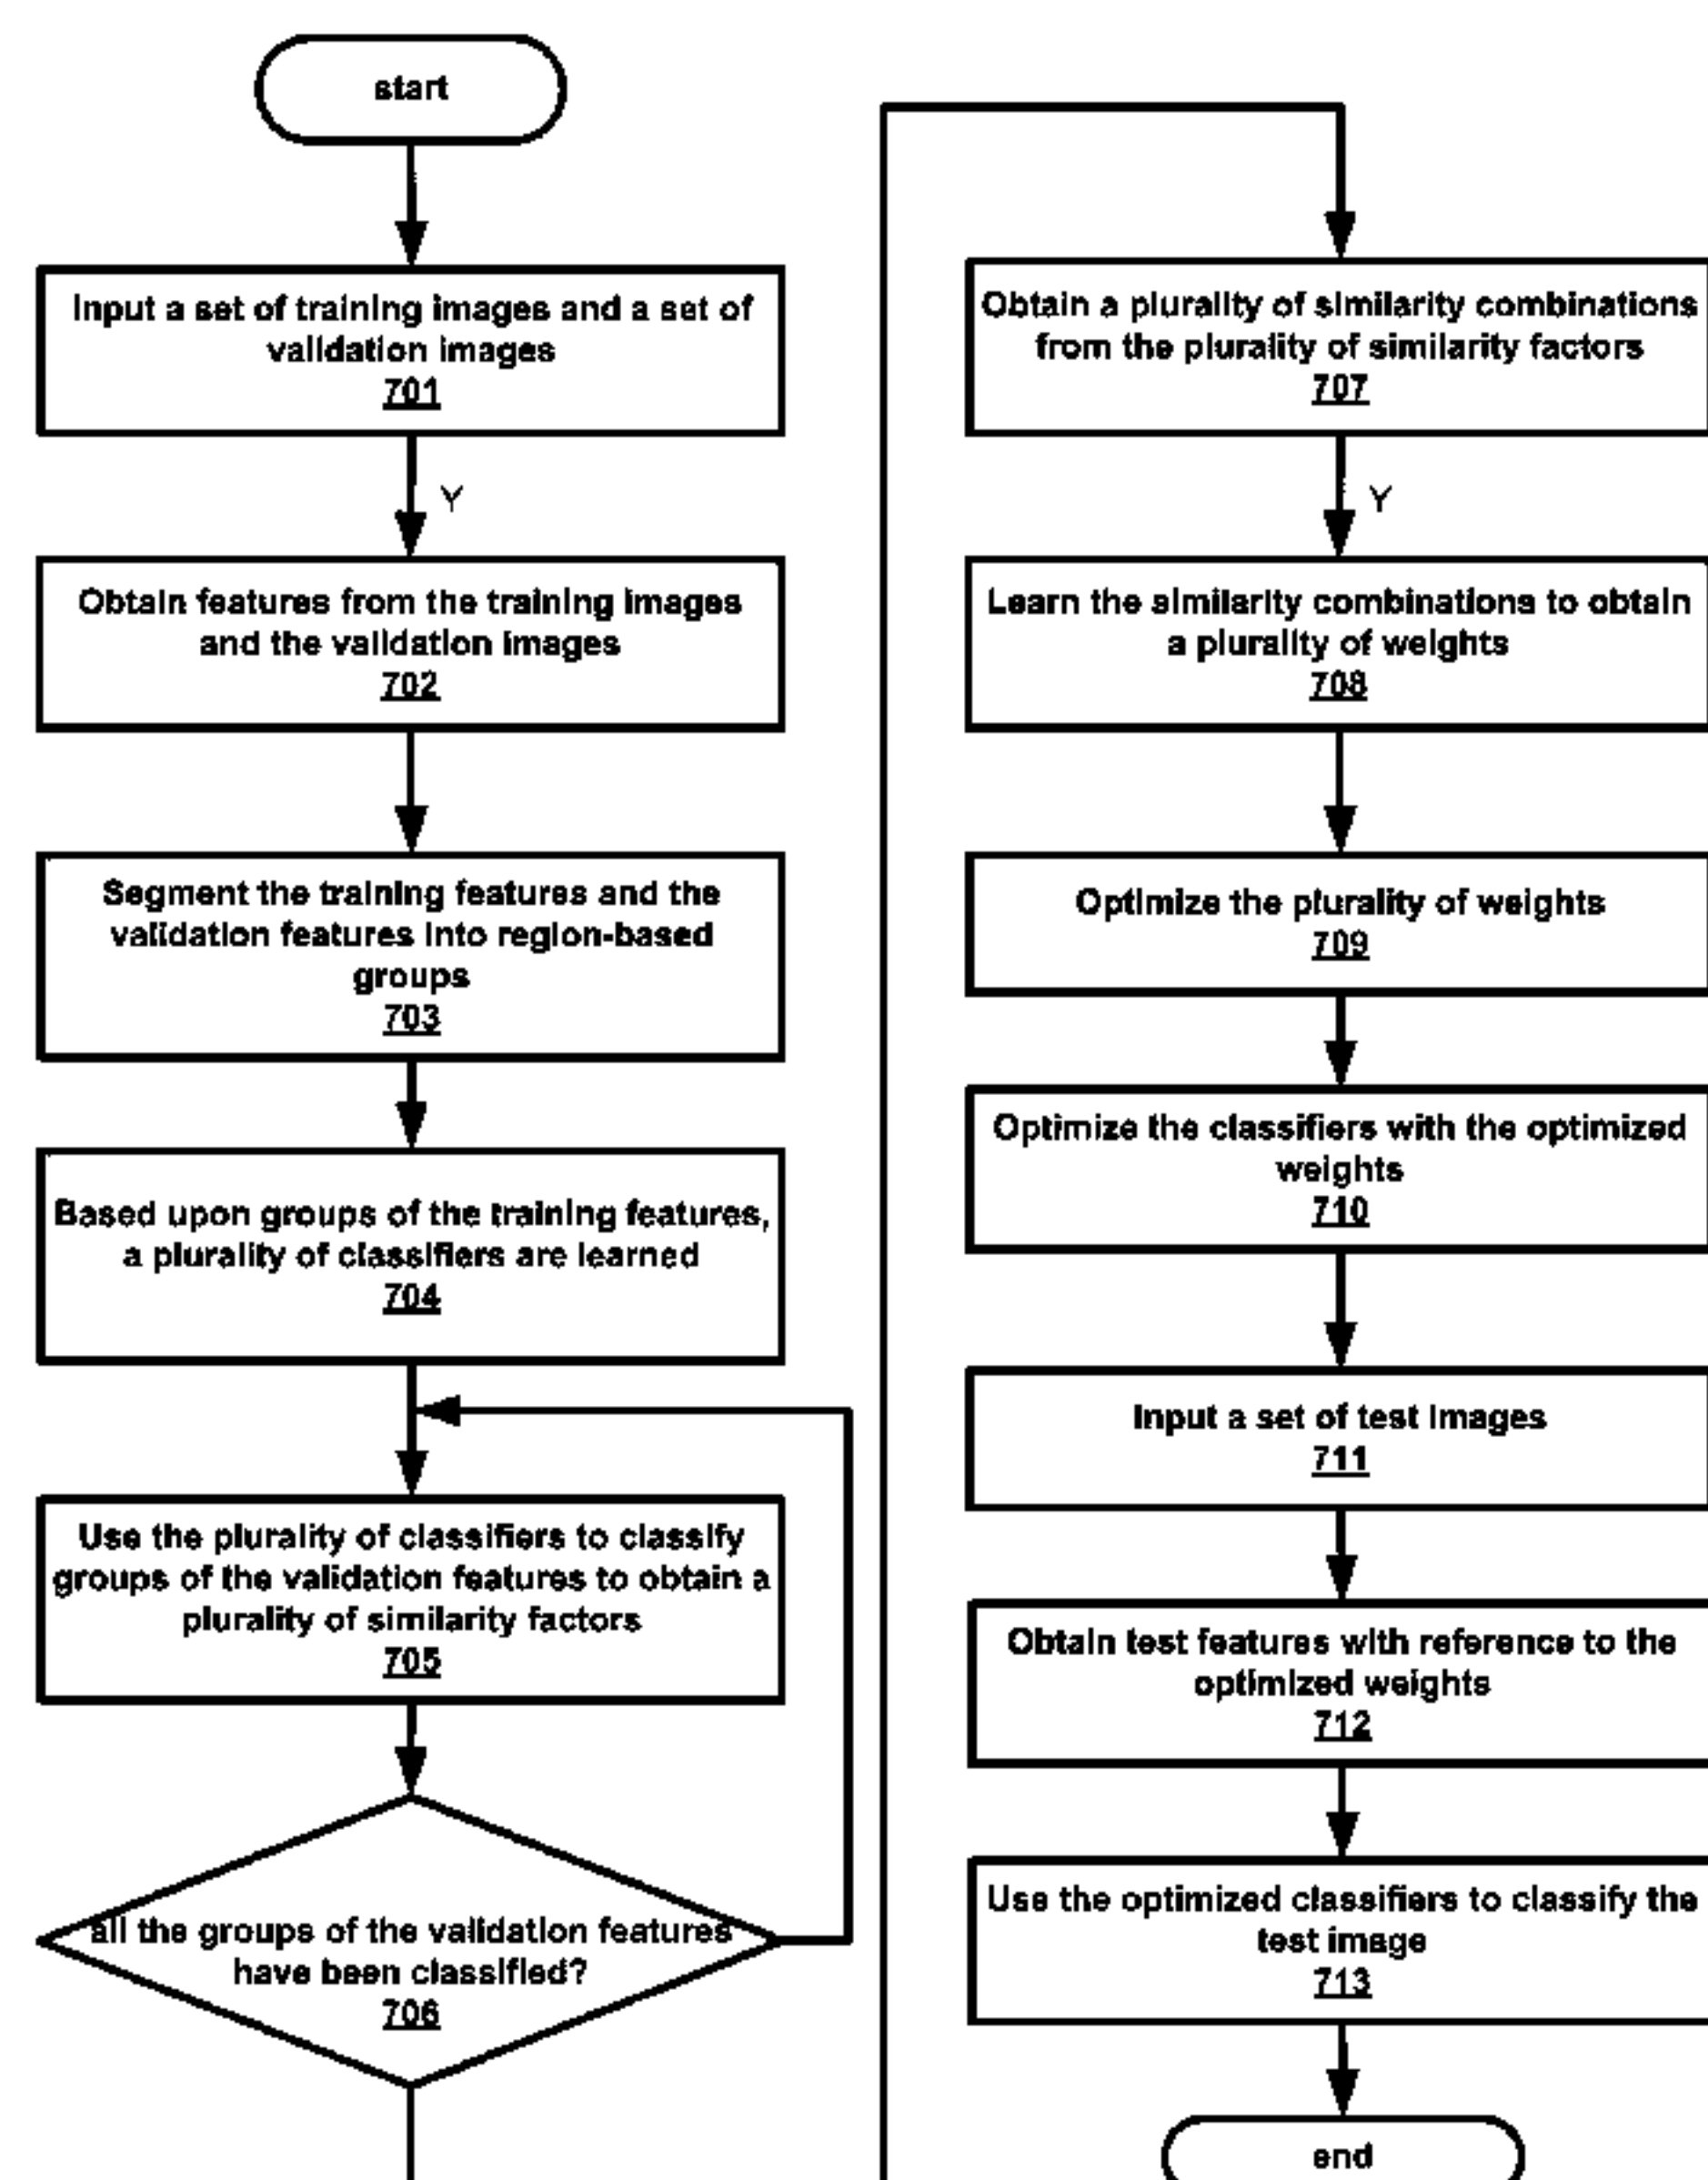 start
Input a set of training images and a set of
validation images
701
Y
Obtain features from the training images
and the validation images
702
Segment the training features and the
validation features into region-based
groups
703
Based upon groups of the training features,
a plurality of classifiers are learned
704
Use the plurality of classifiers to classify
groups of the validation features to obtain a
plurality of similarity factors
705
all the groups of the validation features
have been classified?
706
Obtain a plurality of similarity combinations
from the plurality of similarity factors
707
Y
Learn the similarity combinations to obtain
a plurality of weights
708
Optimize the plurality of weights
709
Optimize the classifiers with the optimized
weights
710
Input a set of test images
711
Obtain test features with reference to the
optimized weights
712
Use the optimized classifiers to classify the
test image
713
end